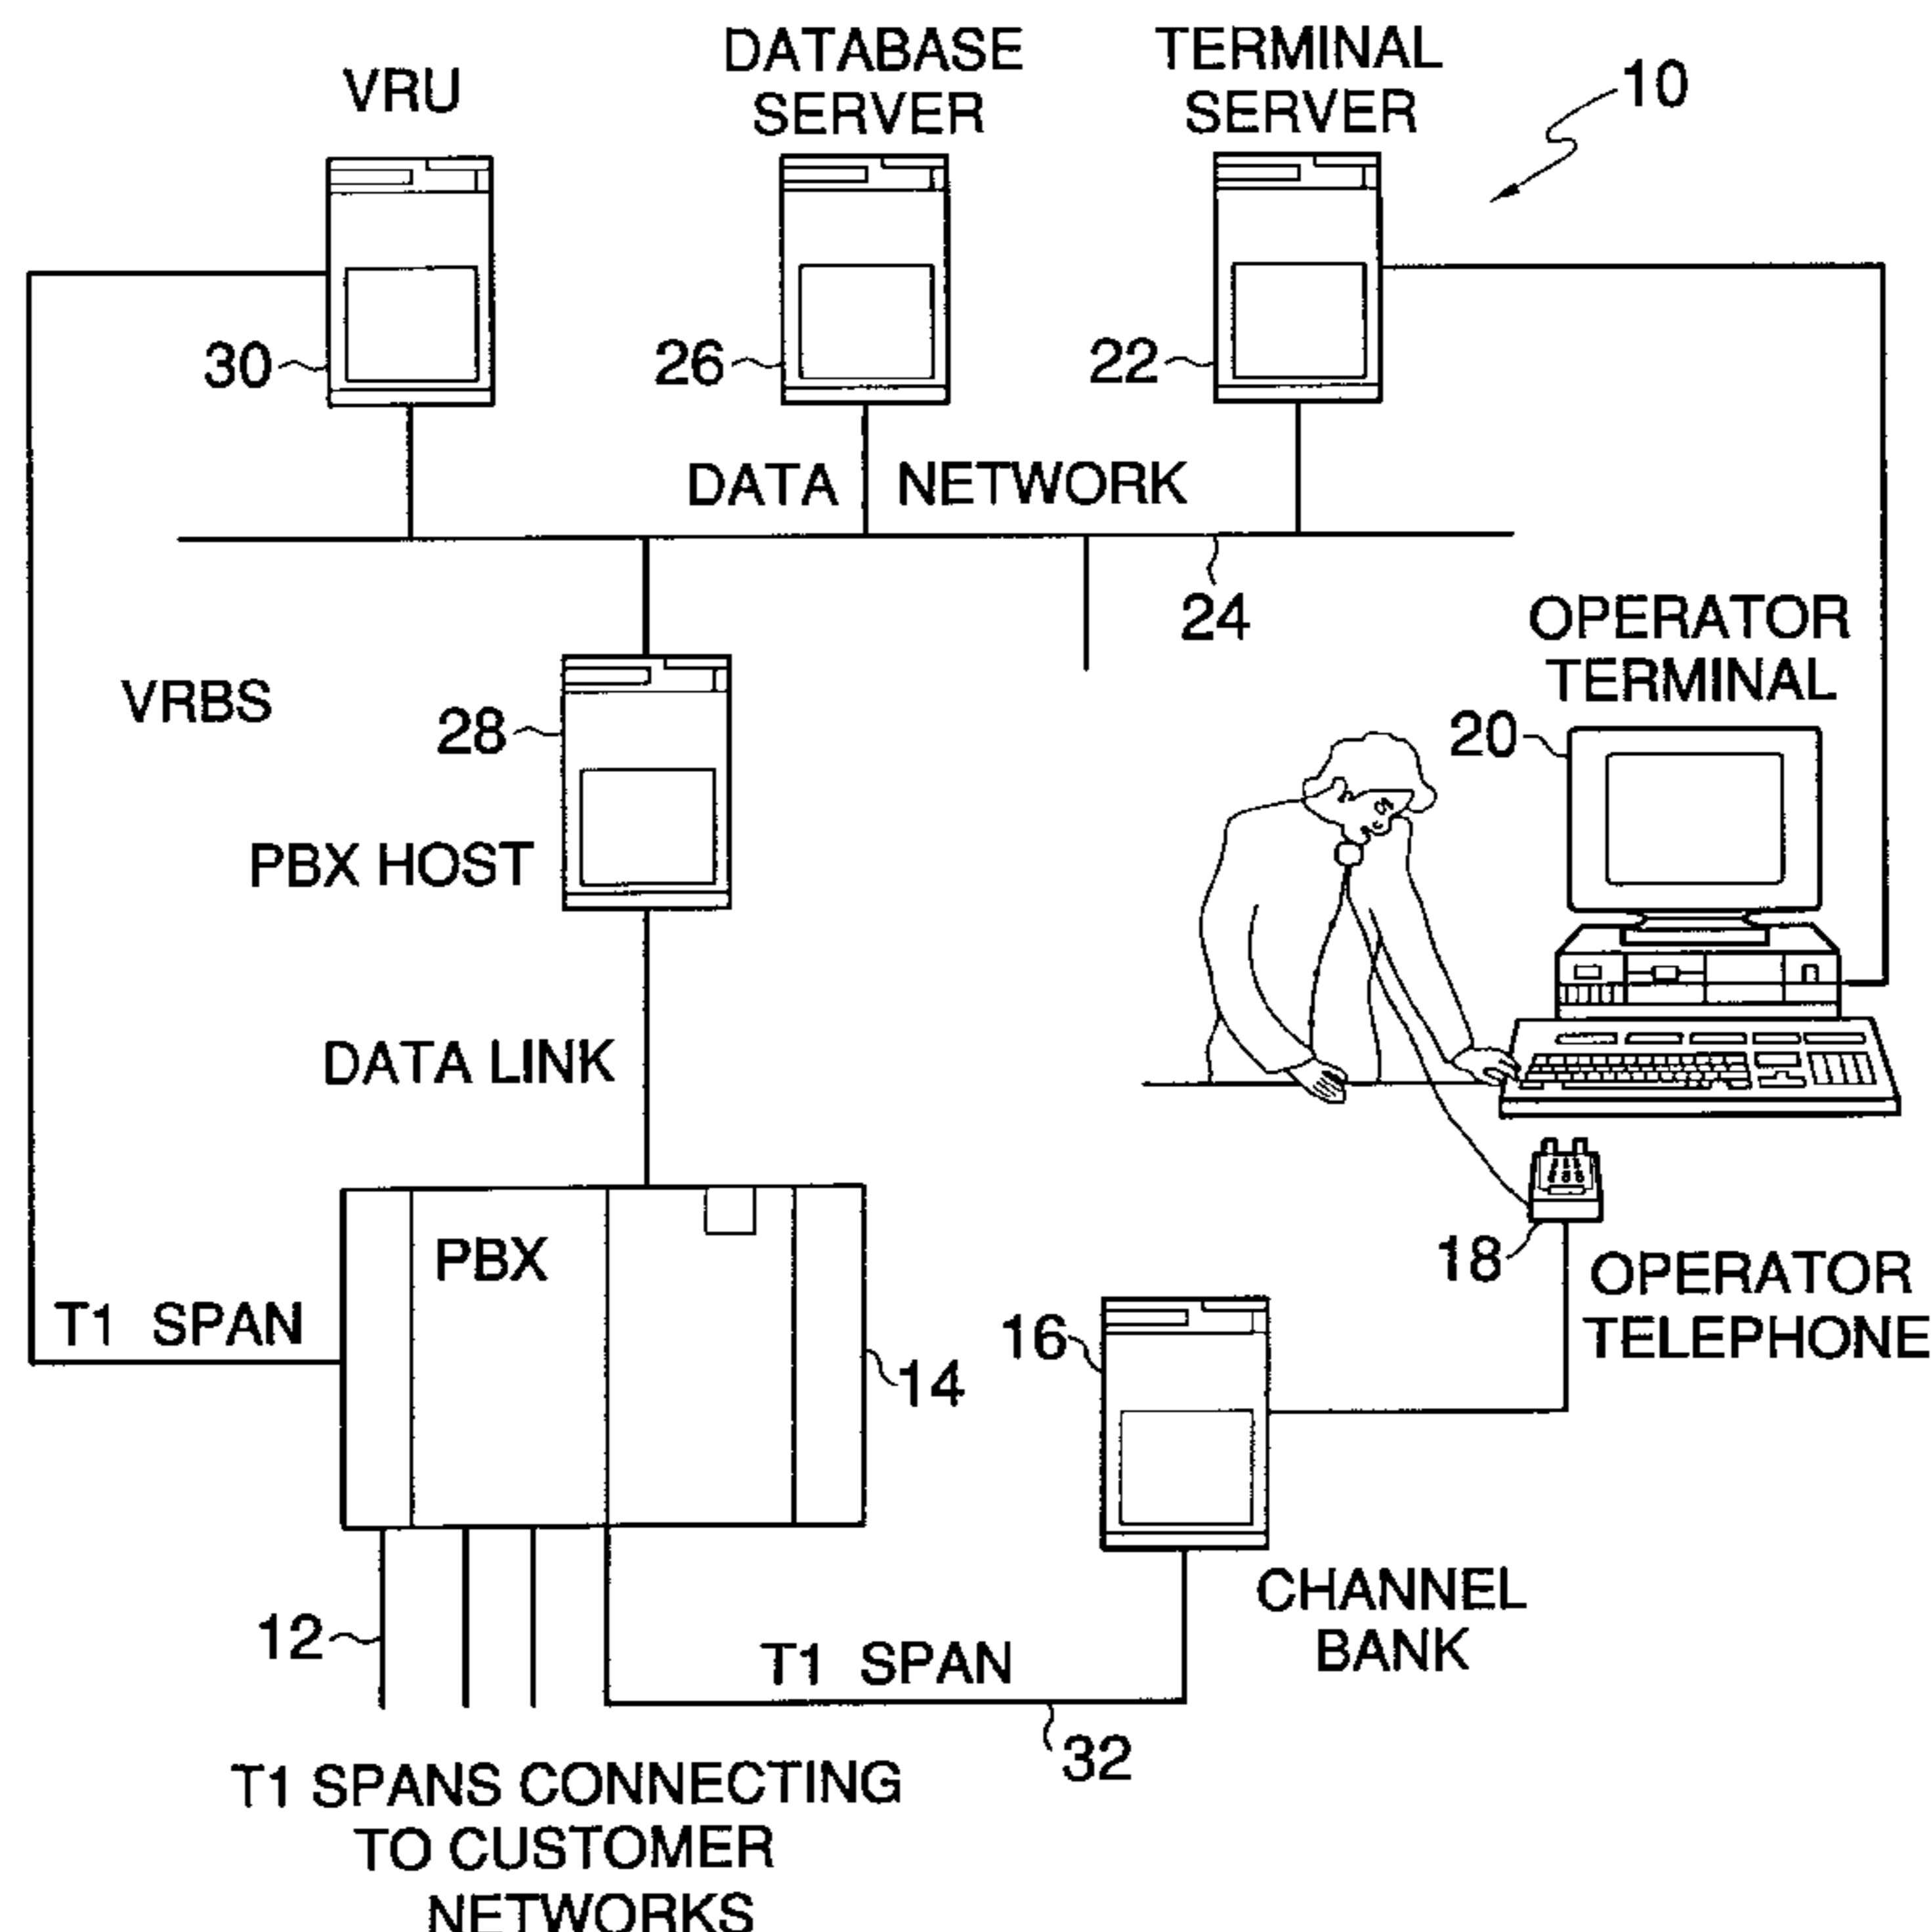 VRU
DATABASE
SERVER
TERMINAL
SERVER
10
30
26
22
DATA NETWORK
24
VRBS
28
PBX HOST
OPERATOR
TERMINAL
20
DATA LINK
PBX
T1 SPAN
14
16
18
OPERATOR
TELEPHONE
CHANNEL
BANK
12
T1 SPAN
32
T1 SPANS CONNECTING
TO CUSTOMER
NETWORKS